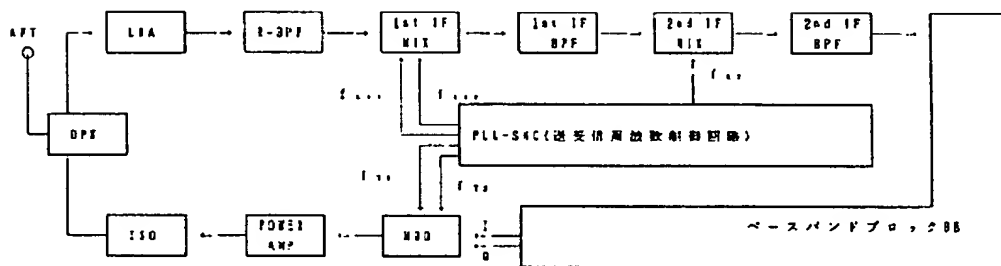 ANT
LNA
R-BPF
1st IF
MIX
1st IF
BPF
2nd IF
MIX
2nd IF
BPF
DPX
PLL-SYC(送受信周波数制御回路)
ISO
POWER
AMP
MOD
I
Q
ベースバンドブロックBB